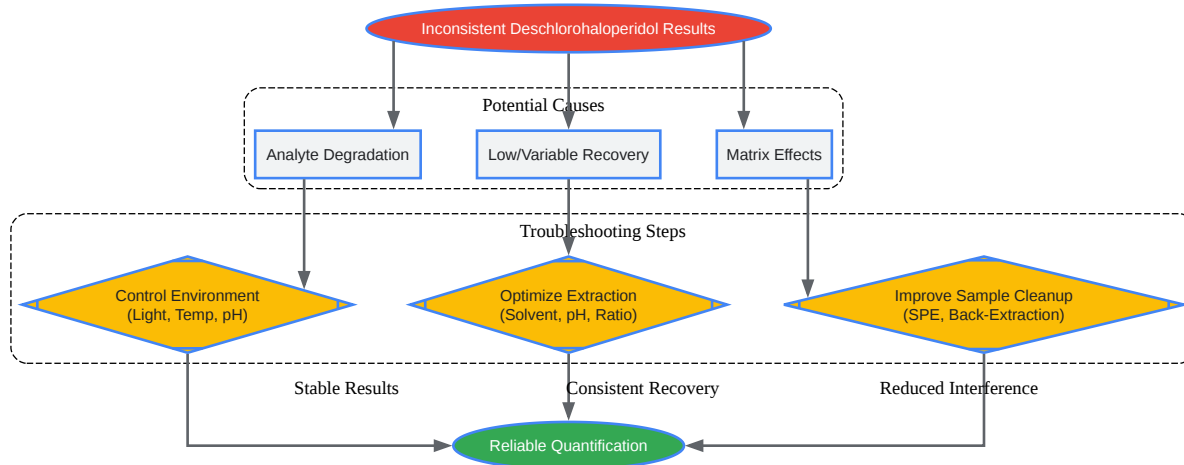 Inconsistent Deschlorohaloperidol Results
Potential Causes
Analyte Degradation
Low/Variable Recovery
Matrix Effects
Troubleshooting Steps
Control Environment
(Light, Temp, pH)
Optimize Extraction
(Solvent, pH, Ratio)
Improve Sample Cleanup
(SPE, Back-Extraction)
Stable Results
Consistent Recovery
Reduced Interference
Reliable Quantification